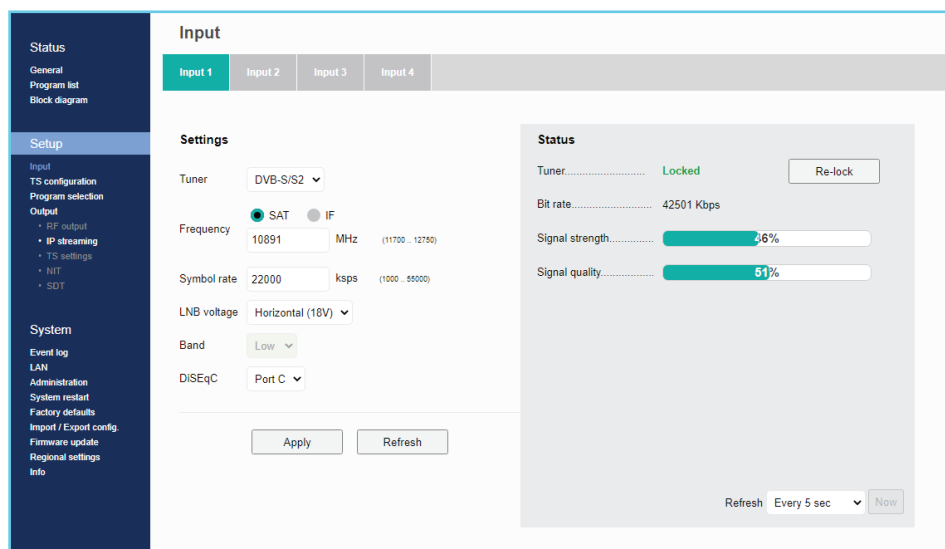 Status
General
Program list
Block diagram
Setup
Input
TS configuration
Program selection
Output
• RF output
• IP streaming
• TS settings
• NIT
• SDT
System
Event log
LAN
Administration
System restart
Factory defaults
Import / Export config.
Firmware update
Regional settings
Info
Input
Input 1 Input 2 Input 3 Input 4
Settings
Tuner DVB-S/S2
SAT IF
Frequency 10891 MHz (11700 .. 12750)
Symbol rate 22000 ksps (1000 .. 55000)
LNB voltage Horizontal (18V)
Band Low
DiSEqC Port C
Apply Refresh
Status
Tuner........................... Locked Re-lock
Bit rate........................ 42501 Kbps
Signal strength............... 46%
Signal quality.................. 51%
Refresh Every 5 sec Now